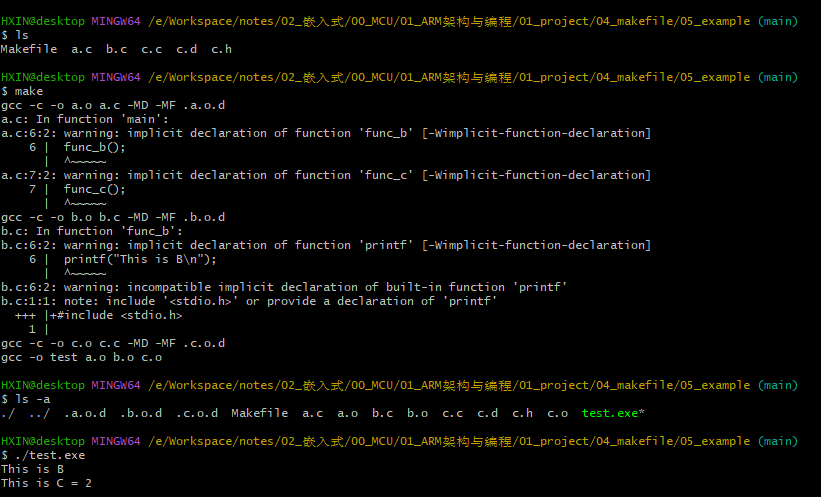 HXIN@desktop MINGW64 /e/Workspace/notes/02_嵌入式/00_MCU/01_ARM架构与编程/01_project/04_makefile/05_example (main)
$ ls
Makefile  a.c  b.c  c.c  c.d  c.h
HXIN@desktop MINGW64 /e/Workspace/notes/02_嵌入式/00_MCU/01_ARM架构与编程/01_project/04_makefile/05_example (main)
$ make
gcc -c -o a.o a.c -MD -MF .a.o.d
a.c: In function 'main':
a.c:6:2: warning: implicit declaration of function 'func_b' [-Wimplicit-function-declaration]
    6 |  func_b();
      |  ^~~~~~
a.c:7:2: warning: implicit declaration of function 'func_c' [-Wimplicit-function-declaration]
    7 |  func_c();
      |  ^~~~~~
gcc -c -o b.o b.c -MD -MF .b.o.d
b.c: In function 'func_b':
b.c:6:2: warning: implicit declaration of function 'printf' [-Wimplicit-function-declaration]
    6 |  printf("This is B\n");
      |  ^~~~~~
b.c:6:2: warning: incompatible implicit declaration of built-in function 'printf'
b.c:1:1: note: include '<stdio.h>' or provide a declaration of 'printf'
  +++ |+#include <stdio.h>
    1 |
gcc -c -o c.o c.c -MD -MF .c.o.d
gcc -o test a.o b.o c.o
HXIN@desktop MINGW64 /e/Workspace/notes/02_嵌入式/00_MCU/01_ARM架构与编程/01_project/04_makefile/05_example (main)
$ ls -a
./  ../  .a.o.d  .b.o.d  .c.o.d  Makefile  a.c  a.o  b.c  b.o  c.c  c.d  c.h  c.o  test.exe*
HXIN@desktop MINGW64 /e/Workspace/notes/02_嵌入式/00_MCU/01_ARM架构与编程/01_project/04_makefile/05_example (main)
$ ./test.exe
This is B
This is C = 2